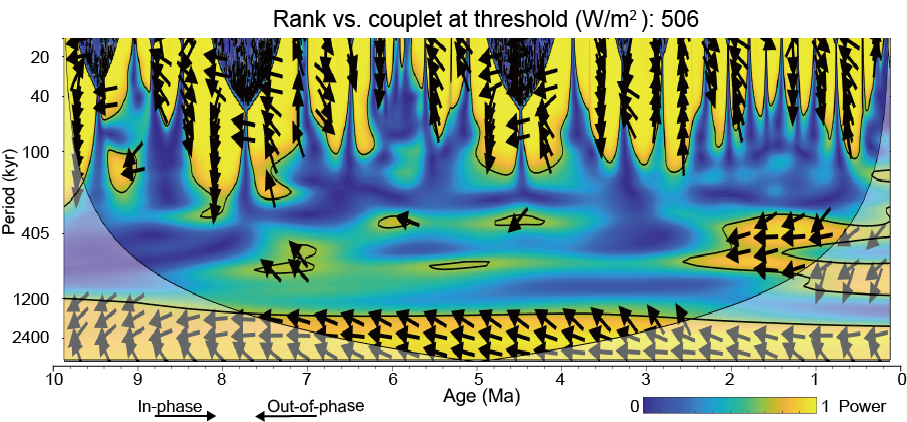 Rank vs. couplet at threshold (W/m²): 506
Period (kyr)
20
40
100
405
1200
2400
10 9 8 7 6 5 4 3 2 1 0
Age (Ma)
In-phase Out-of-phase
0 1 Power